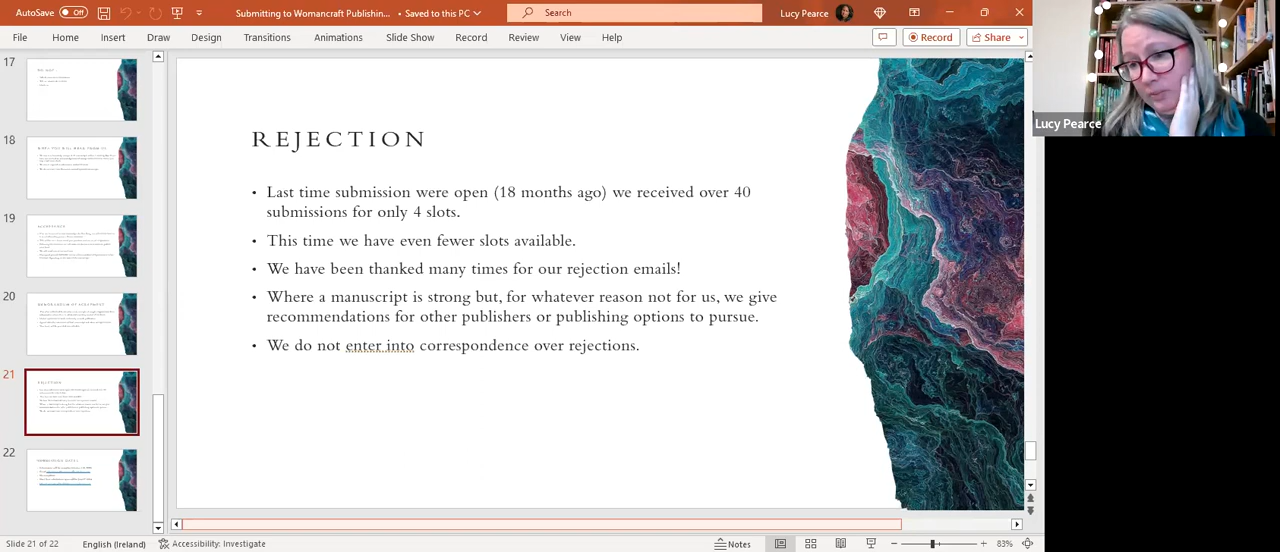 AutoSave Off Submitting to Womancraft Publishin... • Saved to this PC Search Lucy Pearce
File Home Insert Draw Design Transitions Animations Slide Show Record Review View Help Record Share
17
18
19
20
21
22
REJECTION
• Last time submission were open (18 months ago) we received over 40
submissions for only 4 slots.
• This time we have even fewer slots available.
• We have been thanked many times for our rejection emails!
• Where a manuscript is strong but, for whatever reason not for us, we give
recommendations for other publishers or publishing options to pursue.
• We do not enter into correspondence over rejections.
Lucy Pearce
Slide 21 of 22 English (Ireland) Accessibility: Investigate Notes 83%